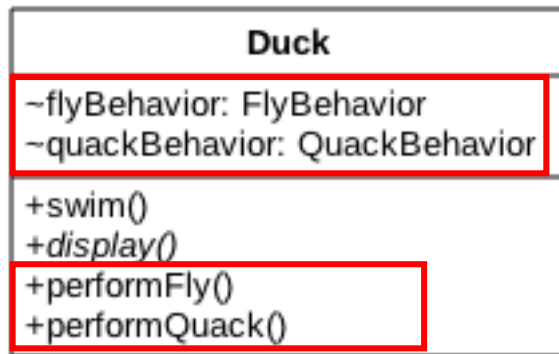 Duck
~flyBehavior: FlyBehavior
~quackBehavior: QuackBehavior
+swim()
+display()
+performFly()
+performQuack()